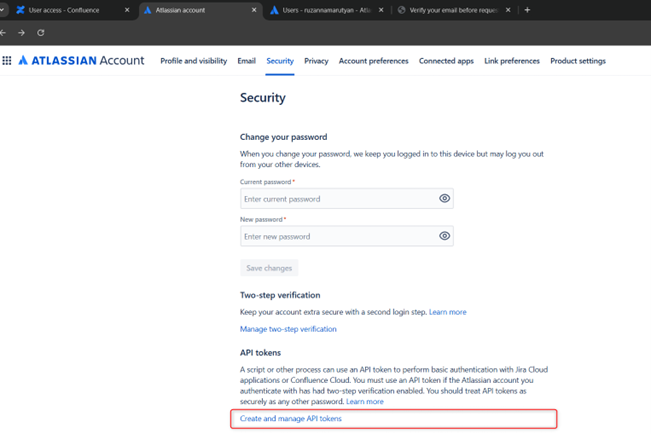 User access - Confluence
Atlassian account
Users - ruzannamarutyan - Atl
Verify your email before reques
ATLASSIAN Account
Profile and visibility Email Security Privacy Account preferences Connected apps Link preferences Product settings
Security
Change your password
When you change your password, we keep you logged in to this device but may log you out
from your other devices.
Current password *
Enter current password
New password *
Enter new password
Save changes
Two-step verification
Keep your account extra secure with a second login step. Learn more
Manage two-step verification
API tokens
A script or other process can use an API token to perform basic authentication with Jira Cloud
applications or Confluence Cloud. You must use an API token if the Atlassian account you
authenticate with has had two-step verification enabled. You should treat API tokens as
securely as any other password. Learn more
Create and manage API tokens